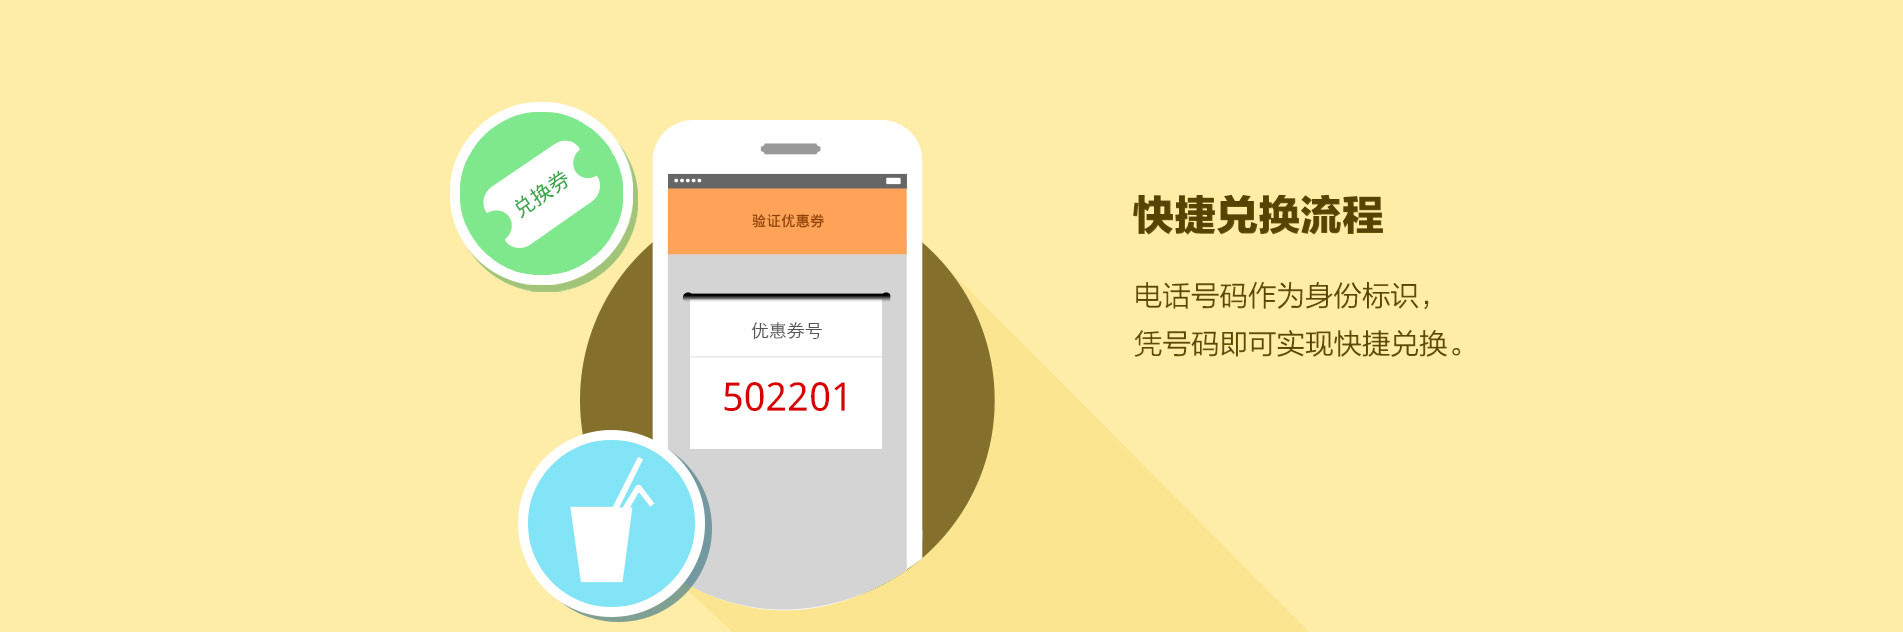 兑换券
验证优惠券
优惠券号
502201
快捷兑换流程
电话号码作为身份标识，
凭号码即可实现快捷兑换。